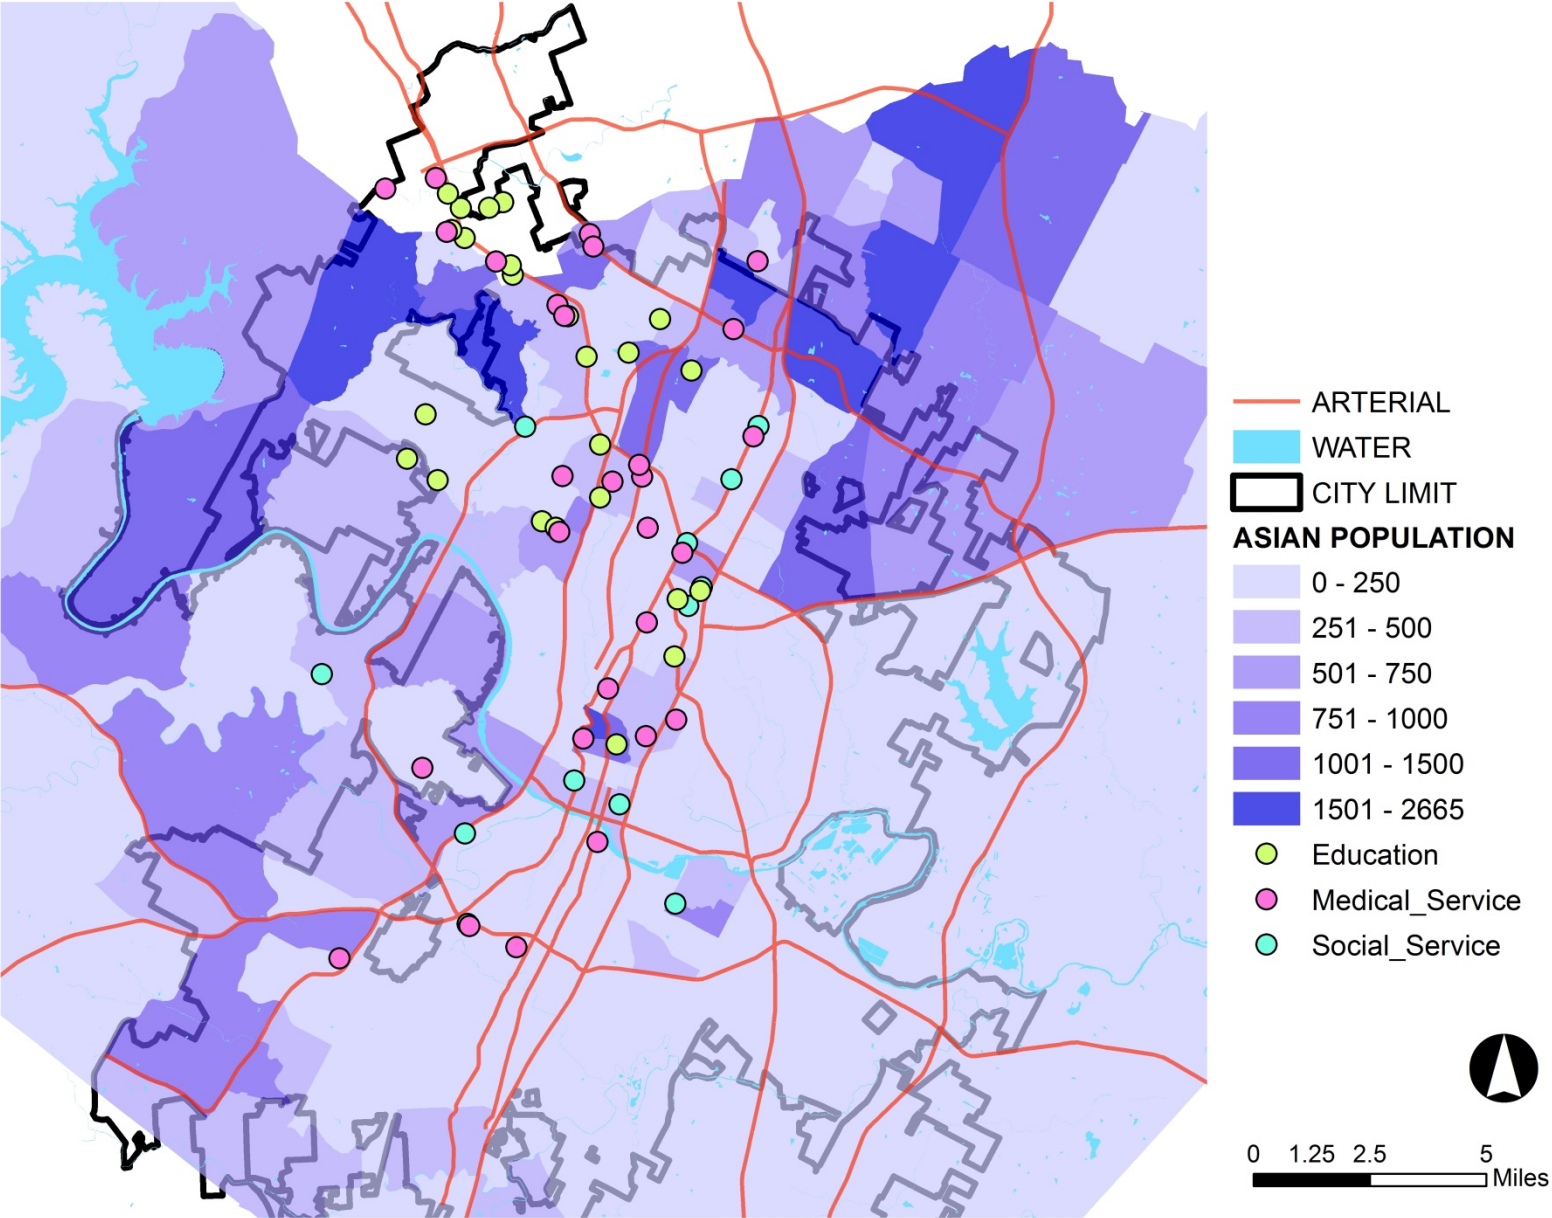 ARTERIAL
WATER
CITY LIMIT
ASIAN POPULATION
0 - 250
251 - 500
501 - 750
751 - 1000
1001 - 1500
1501 - 2665
Education
Medical_Service
Social_Service
0 1.25 2.5 5
Miles